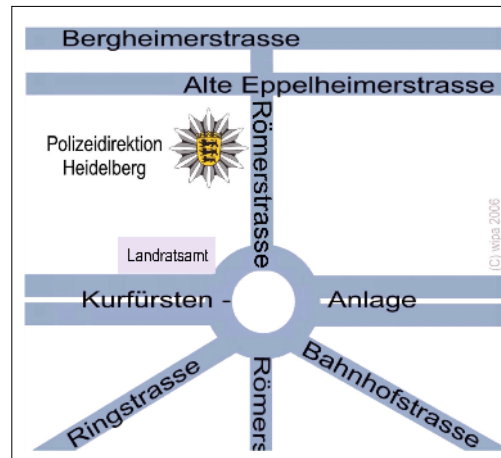 Bergheimerstrasse
Alte Eppelheimerstrasse
Polizeidirektion
Heidelberg
Römerstrasse
(C) wipa 2006
Landratsamt
Kurfürsten - Anlage
Ringstrasse
Römers
Bahnhofstrasse